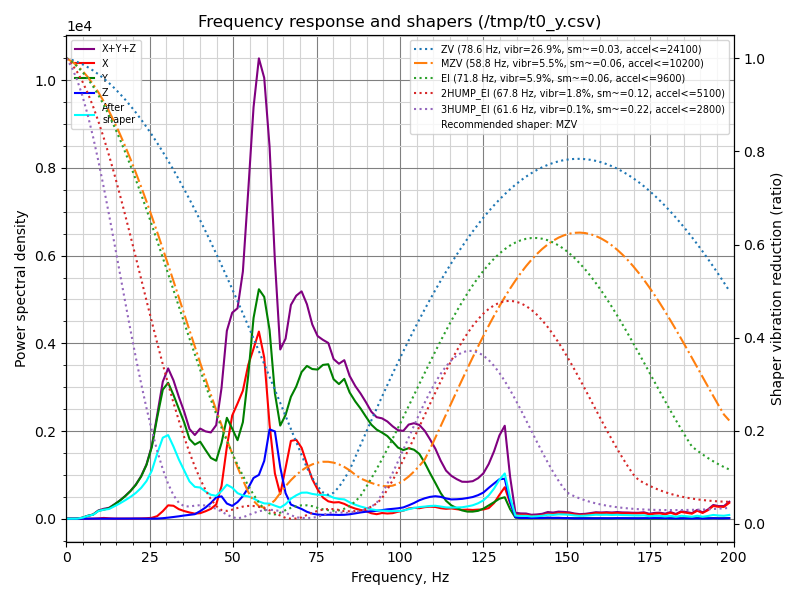 Frequency response and shapers (/tmp/t0_y.csv)
1e4
X+Y+Z
X
Y
Z
After
shaper
ZV (78.6 Hz, vibr=26.9%, sm~=0.03, accel<=24100)
MZV (58.8 Hz, vibr=5.5%, sm~=0.06, accel<=10200)
EI (71.8 Hz, vibr=5.9%, sm~=0.06, accel<=9600)
2HUMP_EI (67.8 Hz, vibr=1.8%, sm~=0.12, accel<=5100)
3HUMP_EI (61.6 Hz, vibr=0.1%, sm~=0.22, accel<=2800)
Recommended shaper: MZV
Power spectral density
1.0
0.8
0.6
0.4
0.2
0.0
1.0
0.8
0.6
0.4
0.2
0.0
Shaper vibration reduction (ratio)
0 25 50 75 100 125 150 175 200
Frequency, Hz